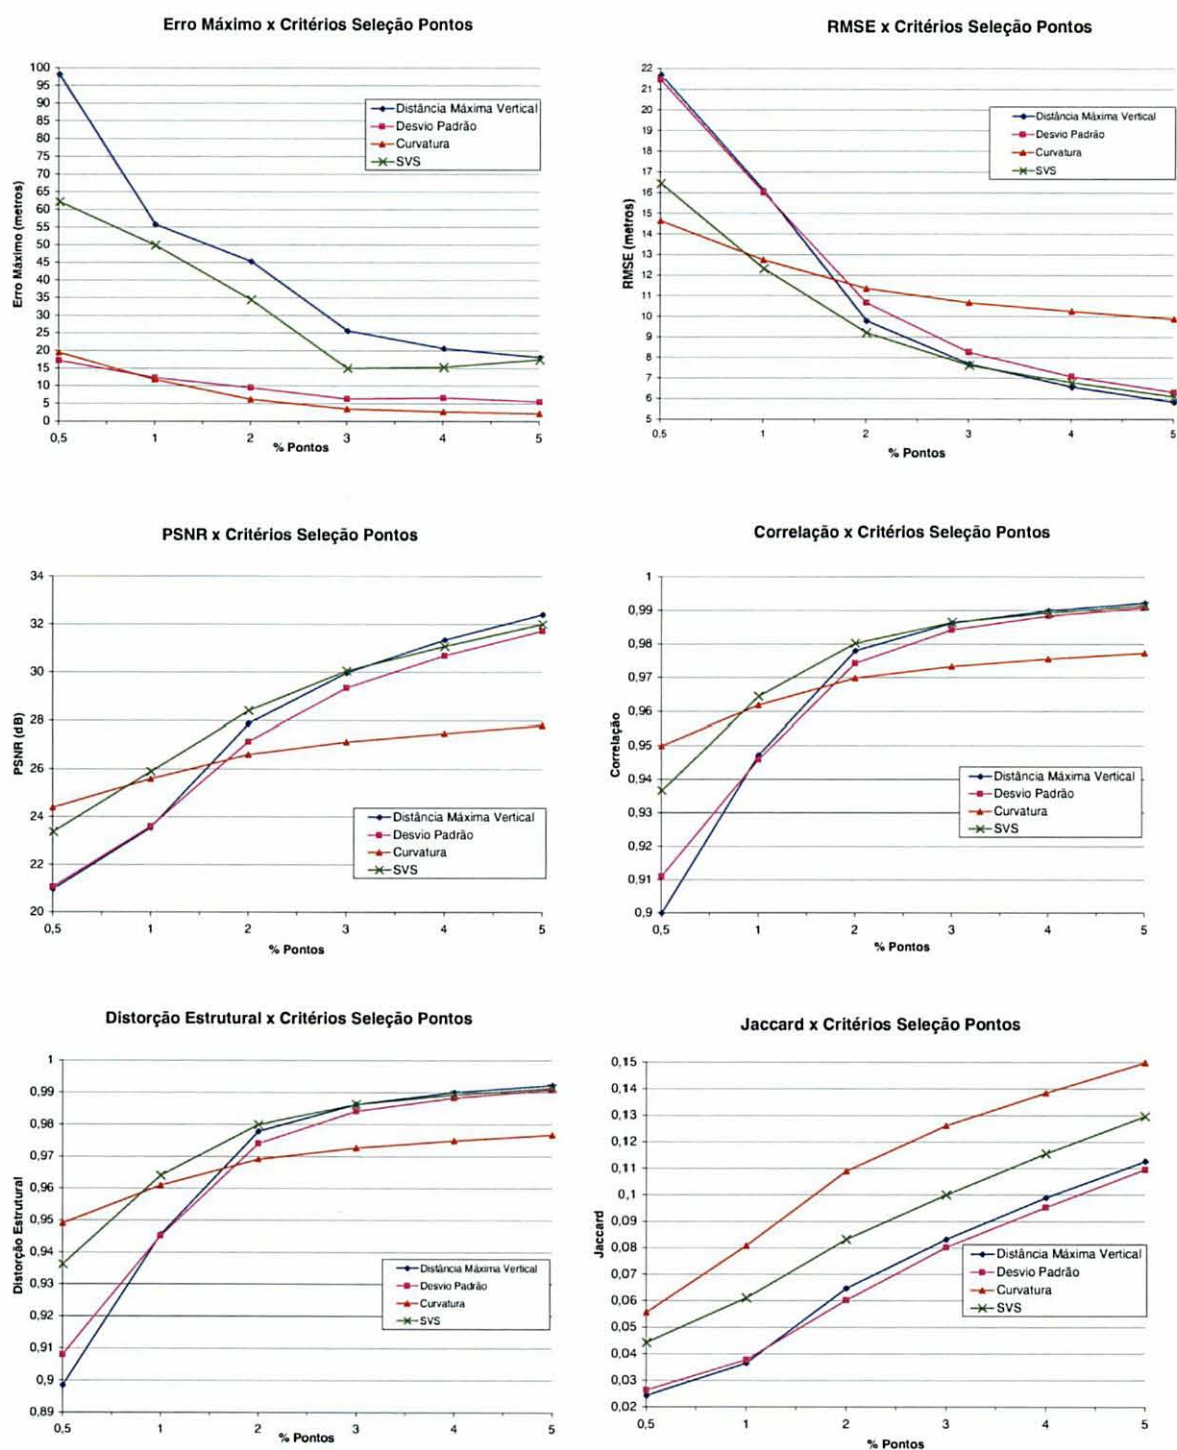 Erro Máximo x Critérios Seleção Pontos
Erro Máximo (metros)
100
95
90
85
80
75
70
65
60
55
50
45
40
35
30
25
20
15
10
5
0
0,5
1
2
3
4
5
% Pontos
Distância Máxima Vertical
Desvio Padrão
Curvatura
SVS
RMSE x Critérios Seleção Pontos
RMSE (metros)
22
21
20
19
18
17
16
15
14
13
12
11
10
9
8
7
6
5
0,5
1
2
3
4
5
% Pontos
Distância Máxima Vertical
Desvio Padrão
Curvatura
SVS
PSNR x Critérios Seleção Pontos
PSNR (dB)
34
32
30
28
26
24
22
20
0,5
1
2
3
4
5
% Pontos
Distância Máxima Vertical
Desvio Padrão
Curvatura
SVS
Correlação x Critérios Seleção Pontos
Correlação
1
0,99
0,98
0,97
0,96
0,95
0,94
0,93
0,92
0,91
0,9
0,5
1
2
3
4
5
% Pontos
Distância Máxima Vertical
Desvio Padrão
Curvatura
SVS
Distorção Estrutural x Critérios Seleção Pontos
Distorção Estrutural
1
0,99
0,98
0,97
0,96
0,95
0,94
0,93
0,92
0,91
0,9
0,89
0,5
1
2
3
4
5
% Pontos
Distância Máxima Vertical
Desvio Padrão
Curvatura
SVS
Jaccard x Critérios Seleção Pontos
Jaccard
0,15
0,14
0,13
0,12
0,11
0,1
0,09
0,08
0,07
0,06
0,05
0,04
0,03
0,02
0,5
1
2
3
4
5
% Pontos
Distância Máxima Vertical
Desvio Padrão
Curvatura
SVS